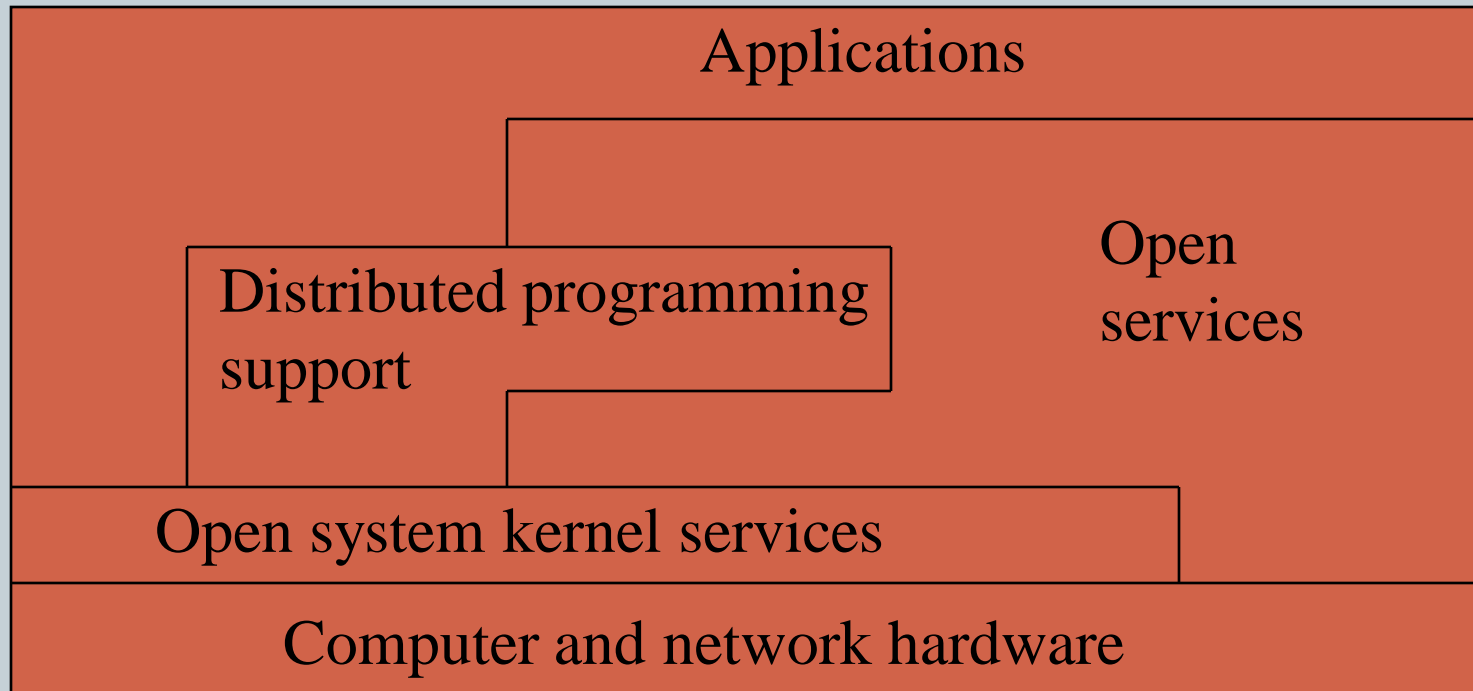 Applications
Open
services
Distributed programming
support
Open system kernel services
Computer and network hardware